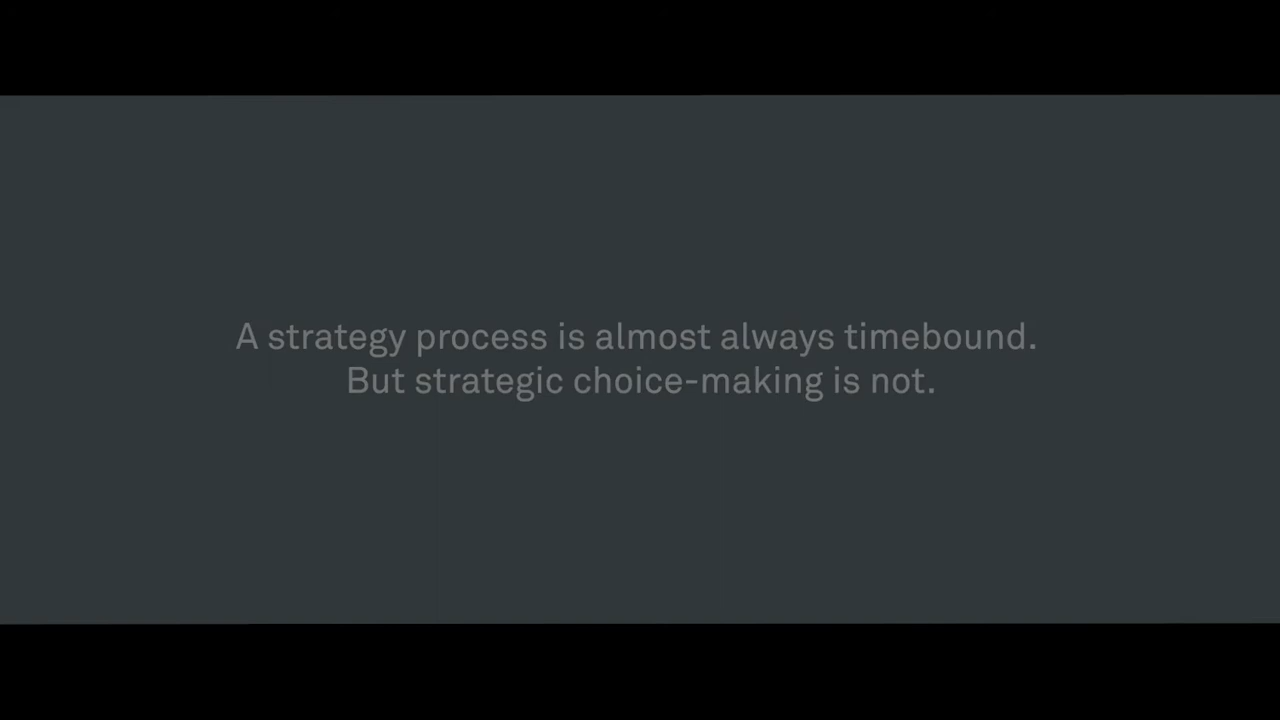 A strategy process is almost always timebound.
But strategic choice-making is not.